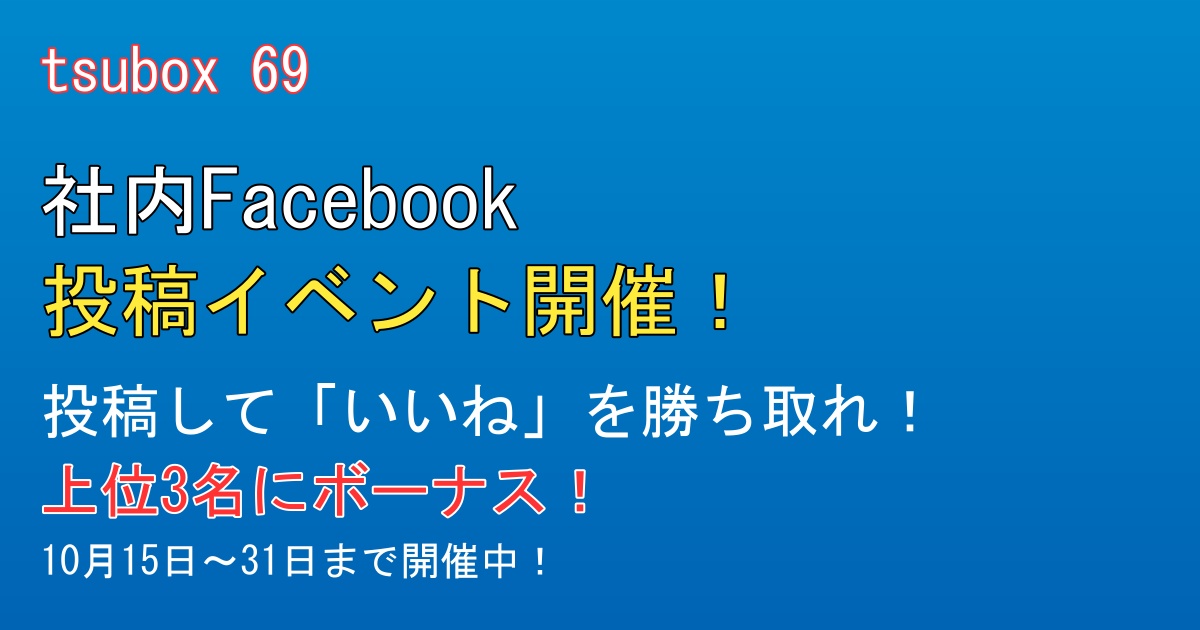 tsubox 69
社内Facebook
投稿イベント開催！
投稿して「いいね」を勝ち取れ！
上位3名にボーナス！
10月15日～31日まで開催中！